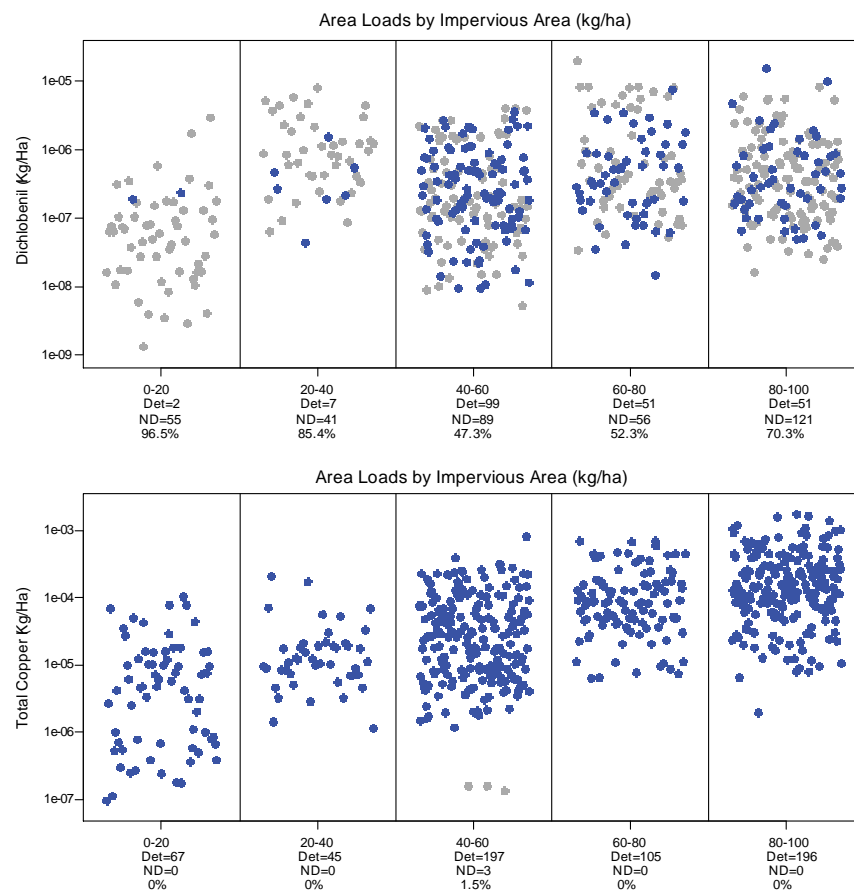 Area Loads by Impervious Area (kg/ha)
Dichlobenil (Kg/Ha)
1e-05
1e-06
1e-07
1e-08
1e-09
0-20 20-40 40-60 60-80 80-100
Det=2 Det=7 Det=99 Det=51 Det=51
ND=55 ND=41 ND=89 ND=56 ND=121
96.5% 85.4% 47.3% 52.3% 70.3%
Area Loads by Impervious Area (kg/ha)
Total Copper (Kg/Ha)
1e-03
1e-04
1e-05
1e-06
1e-07
0-20 20-40 40-60 60-80 80-100
Det=67 Det=45 Det=197 Det=105 Det=196
ND=0 ND=0 ND=3 ND=0 ND=0
0% 0% 1.5% 0% 0%